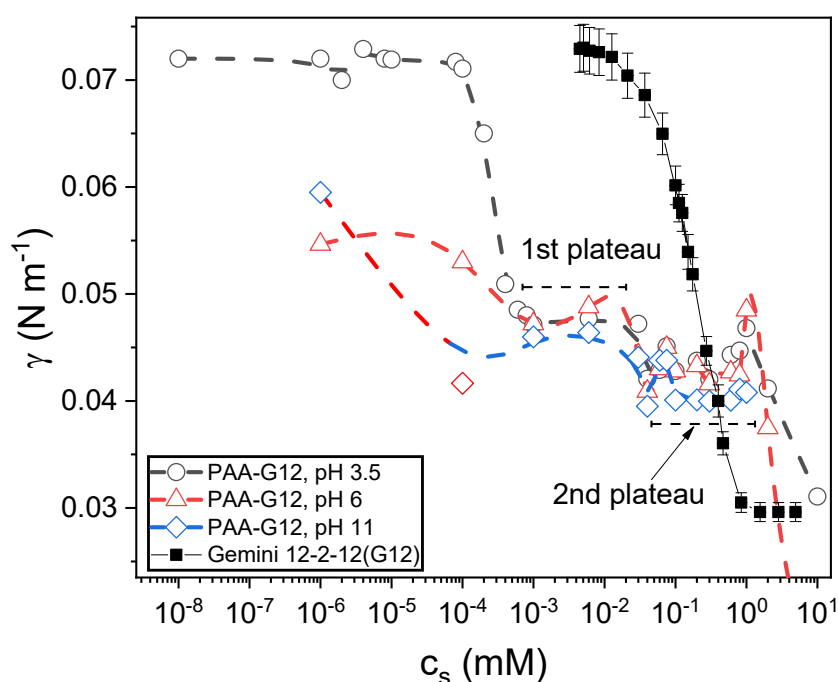 0.07
0.06
0.05
0.04
0.03
γ (N m⁻¹)
1st plateau
2nd plateau
PAA-G12, pH 3.5
PAA-G12, pH 6
PAA-G12, pH 11
Gemini 12-2-12(G12)
10⁻⁸ 10⁻⁷ 10⁻⁶ 10⁻⁵ 10⁻⁴ 10⁻³ 10⁻² 10⁻¹ 10⁰ 10¹
cₛ (mM)